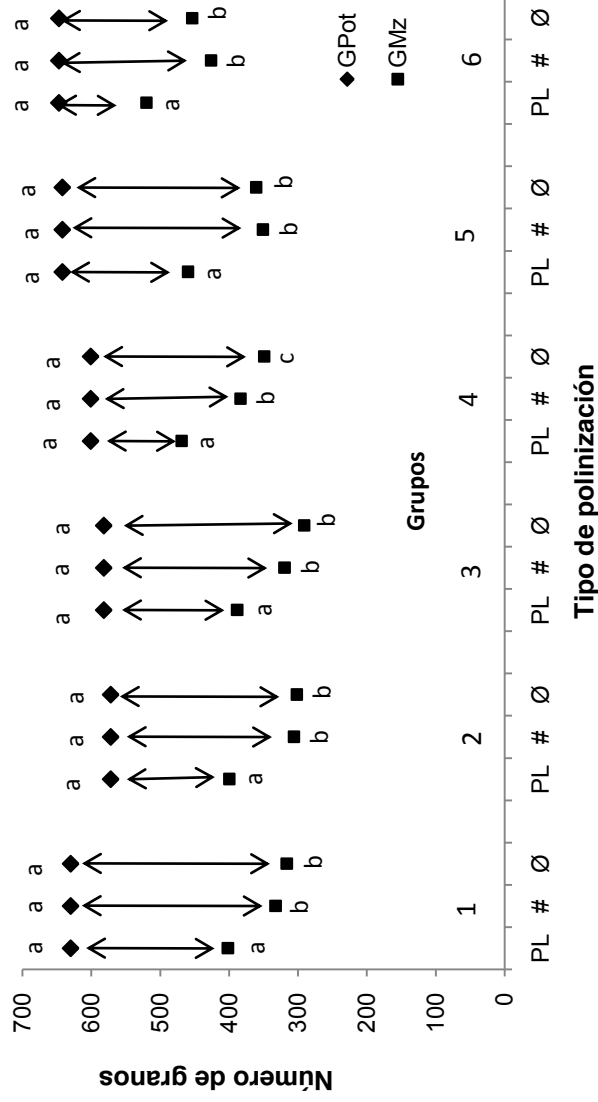 a a a a a a a a a a a a a a a a a a
700
600
500
400
300
200
100
0
a b b a b b a b b a b c a b b a b b
GPot
GMz
Grupos
1 2 3 4 5 6
PL # Ø PL # Ø PL # Ø PL # Ø PL # Ø PL # Ø
Número de granos
Tipo de polinización